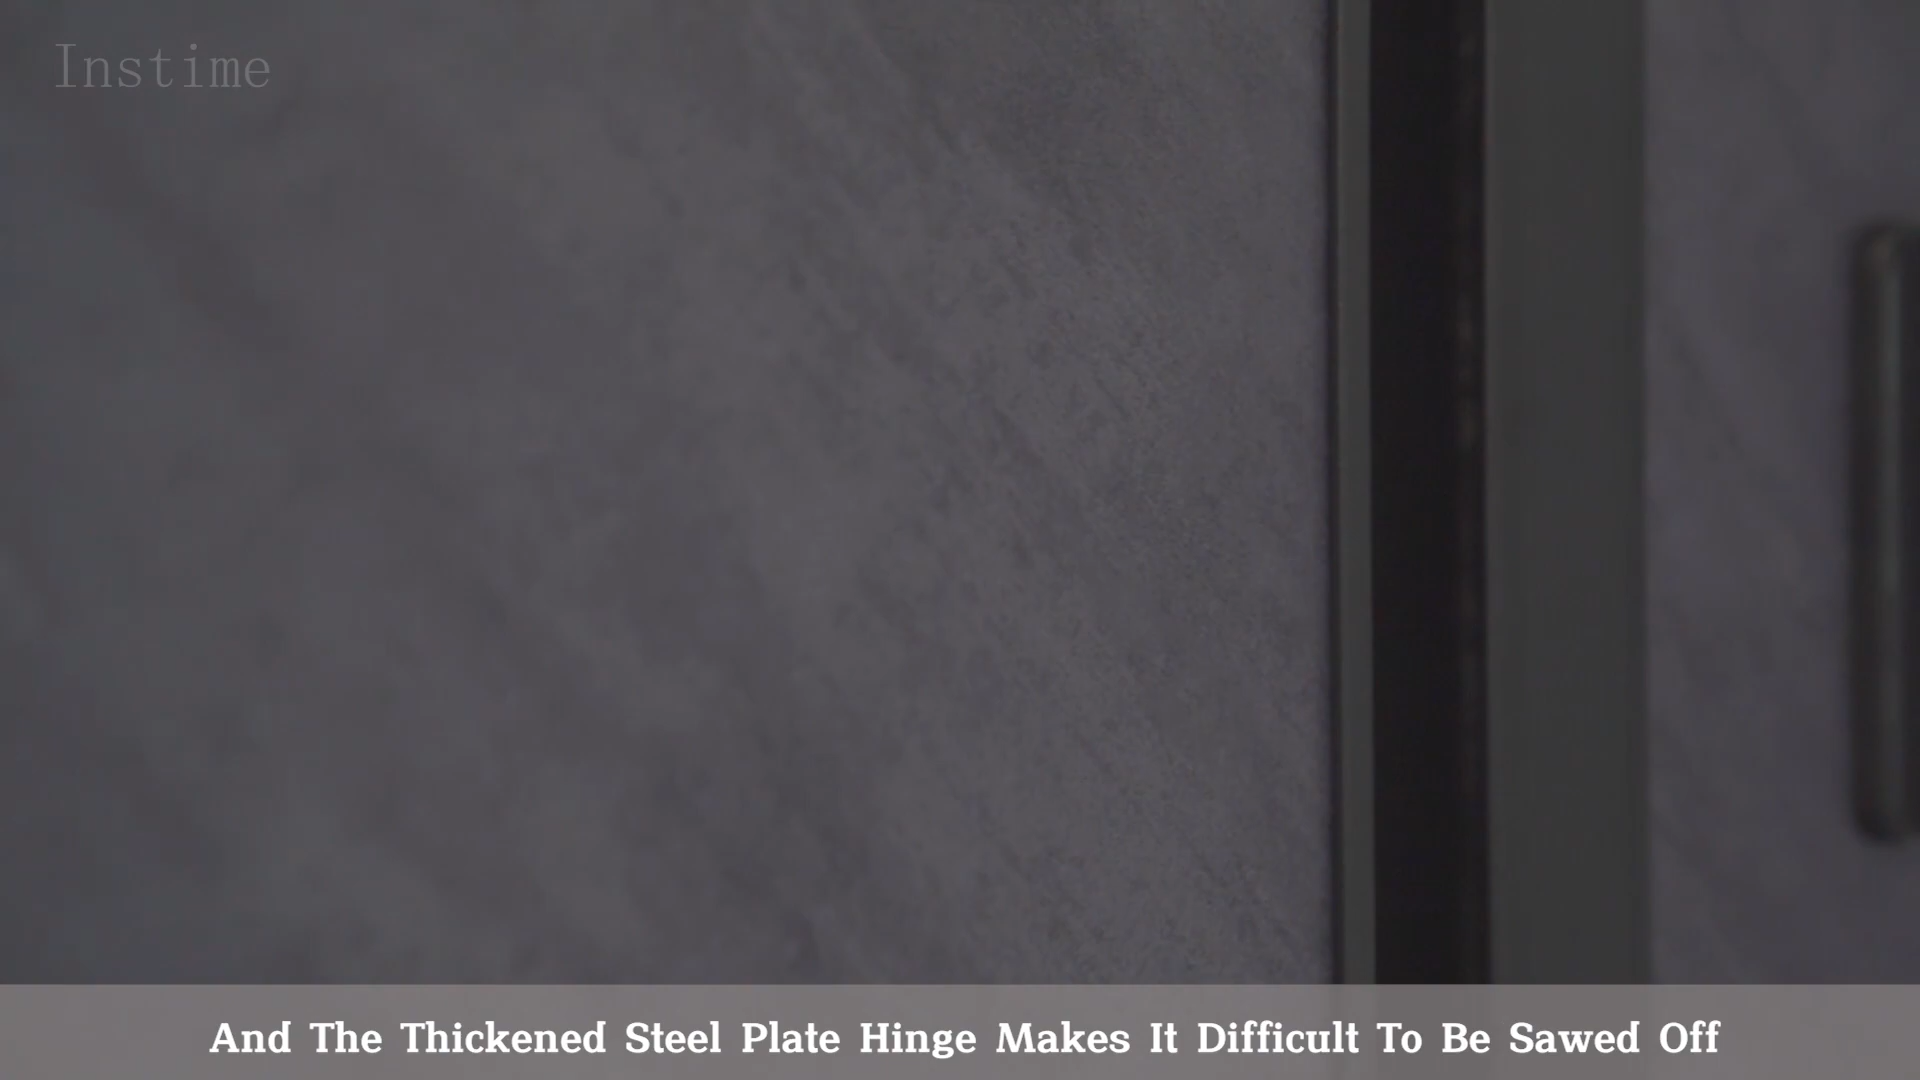 Instime
And The Thickened Steel Plate Hinge Makes It Difficult To Be Sawed Off